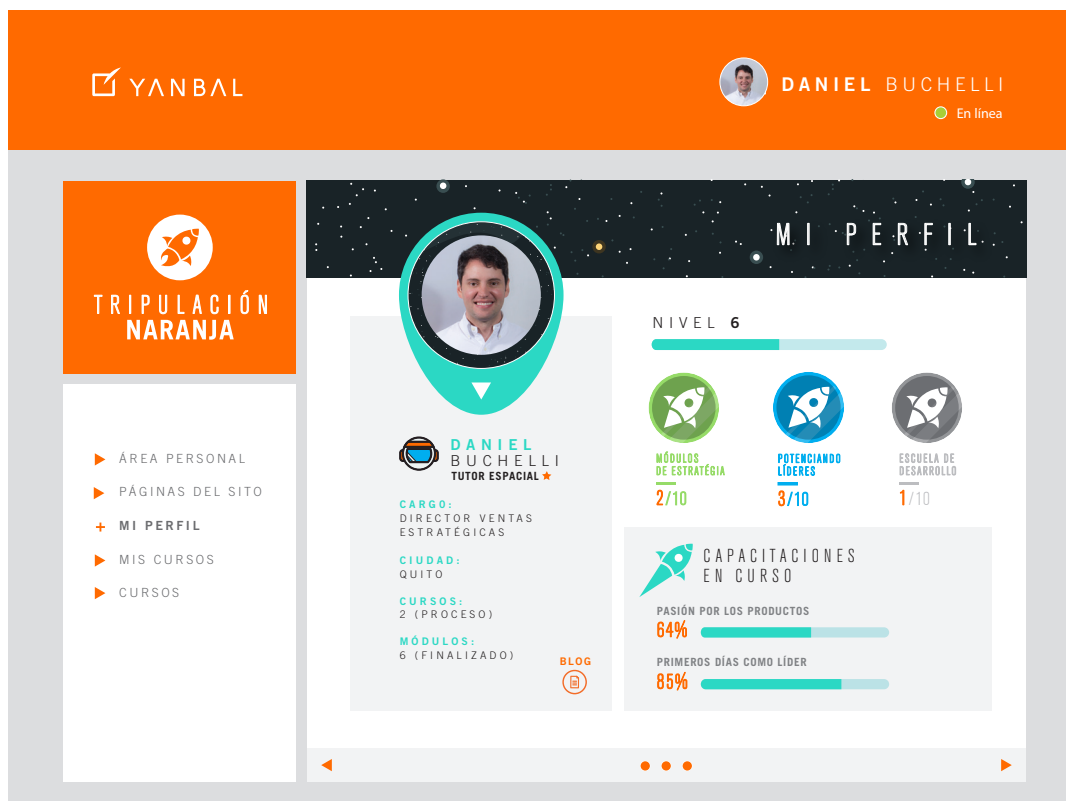 YANBAL
DANIEL BUCHELLI
En línea
TRIPULACIÓN
NARANJA
ÁREA PERSONAL
PÁGINAS DEL SITO
+ MI PERFIL
MIS CURSOS
CURSOS
MI PERFIL
DANIEL
BUCHELLI
TUTOR ESPACIAL
CARGO:
DIRECTOR VENTAS
ESTRATÉGICAS
CIUDAD:
QUITO
CURSOS:
2 (PROCESO)
MÓDULOS:
6 (FINALIZADO)
BLOG
NIVEL 6
MÓDULOS
DE ESTRATÉGIA
2/10
POTENCIANDO
LÍDERES
3/10
ESCUELA DE
DESARROLLO
1/10
CAPACITACIONES
EN CURSO
PASIÓN POR LOS PRODUCTOS
64%
PRIMEROS DÍAS COMO LÍDER
85%